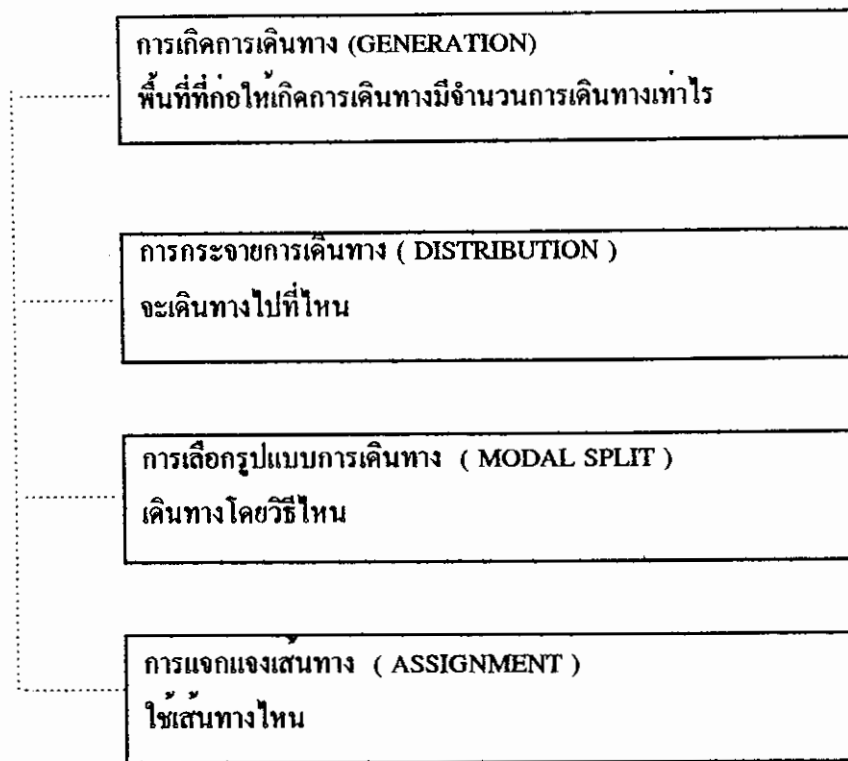 การเกิดการเดินทาง (GENERATION)
พื้นที่ที่ก่อให้เกิดการเดินทางมีจำนวนการเดินทางเท่าไร
การกระจายการเดินทาง ( DISTRIBUTION )
จะเดินทางไปที่ไหน
การเลือกรูปแบบการเดินทาง ( MODAL SPLIT )
เดินทางโดยวิธีไหน
การแจกแจงเส้นทาง ( ASSIGNMENT )
ใช้เส้นทางไหน